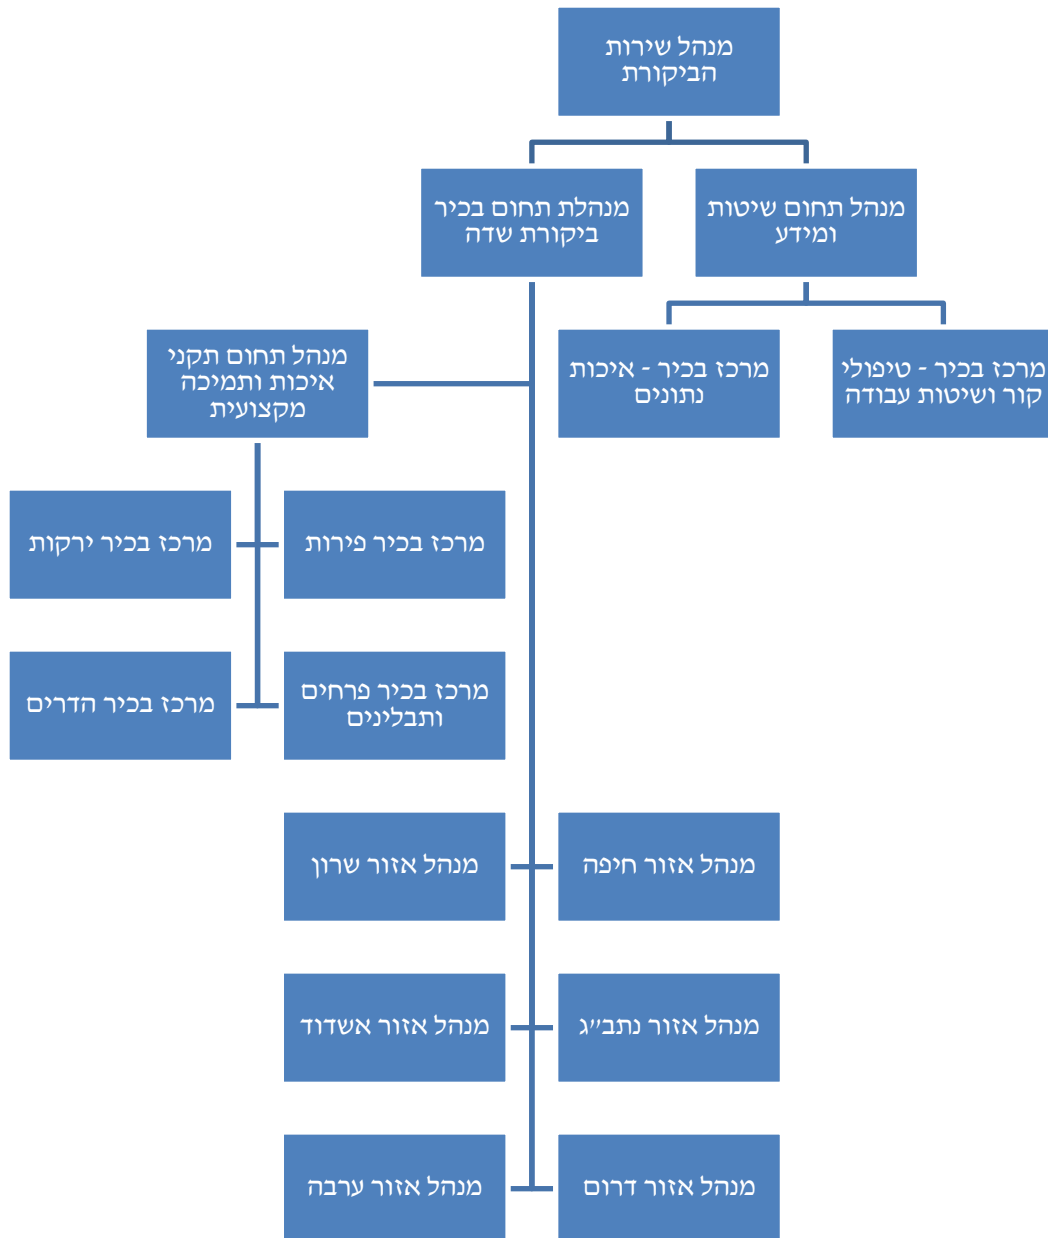 מנהל שירות
הביקורת
מנהל תחום שיטות
ומידע
מנהלת תחום בכיר
ביקורת שדה
מרכז בכיר - טיפולי
קור ושיטות עבודה
מרכז בכיר - איכות
נתונים
מנהל תחום תקני
איכות ותמיכה
מקצועית
מרכז בכיר פירות
מרכז בכיר ירקות
מרכז בכיר פרחים
ותבלינים
מרכז בכיר הדרים
מנהל אזור חיפה
מנהל אזור שרון
מנהל אזור נתב״ג
מנהל אזור אשדוד
מנהל אזור דרום
מנהל אזור ערבה